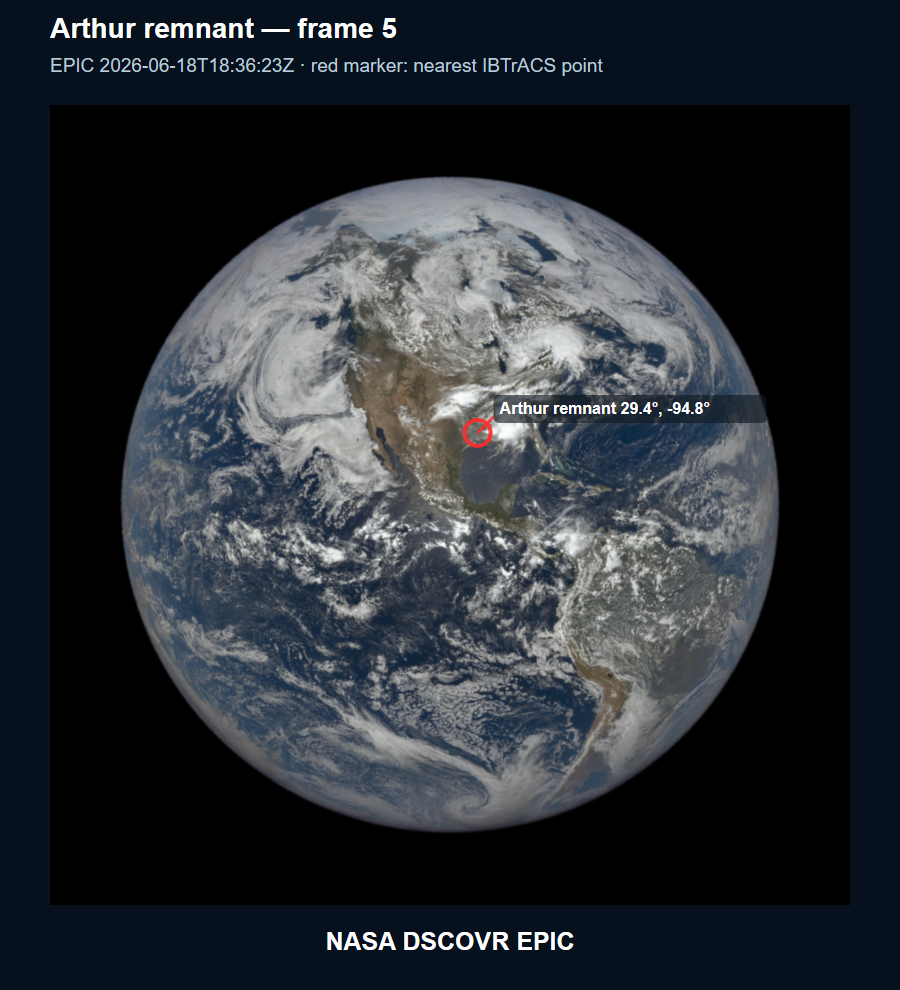 Arthur remnant — frame 5
EPIC 2026-06-18T18:36:23Z · red marker: nearest IBTrACS point
Arthur remnant 29.4°, -94.8°
NASA DSCOVR EPIC